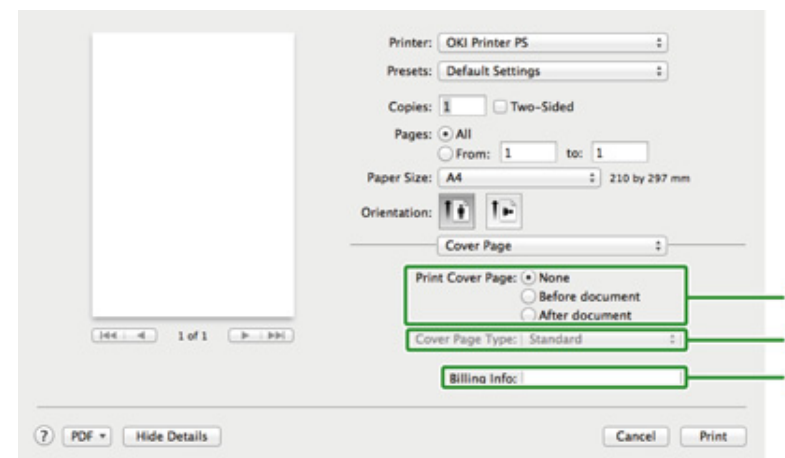 Printer: OKI Printer PS
Presets: Default Settings
Copies: 1 Two-Sided
Pages: All
From: 1 to: 1
Paper Size: A4 210 by 297 mm
Orientation:
Cover Page
Print Cover Page: None
Before document
After document
1 of 1
Cover Page Type: Standard
Billing Info:
? PDF Hide Details Cancel Print